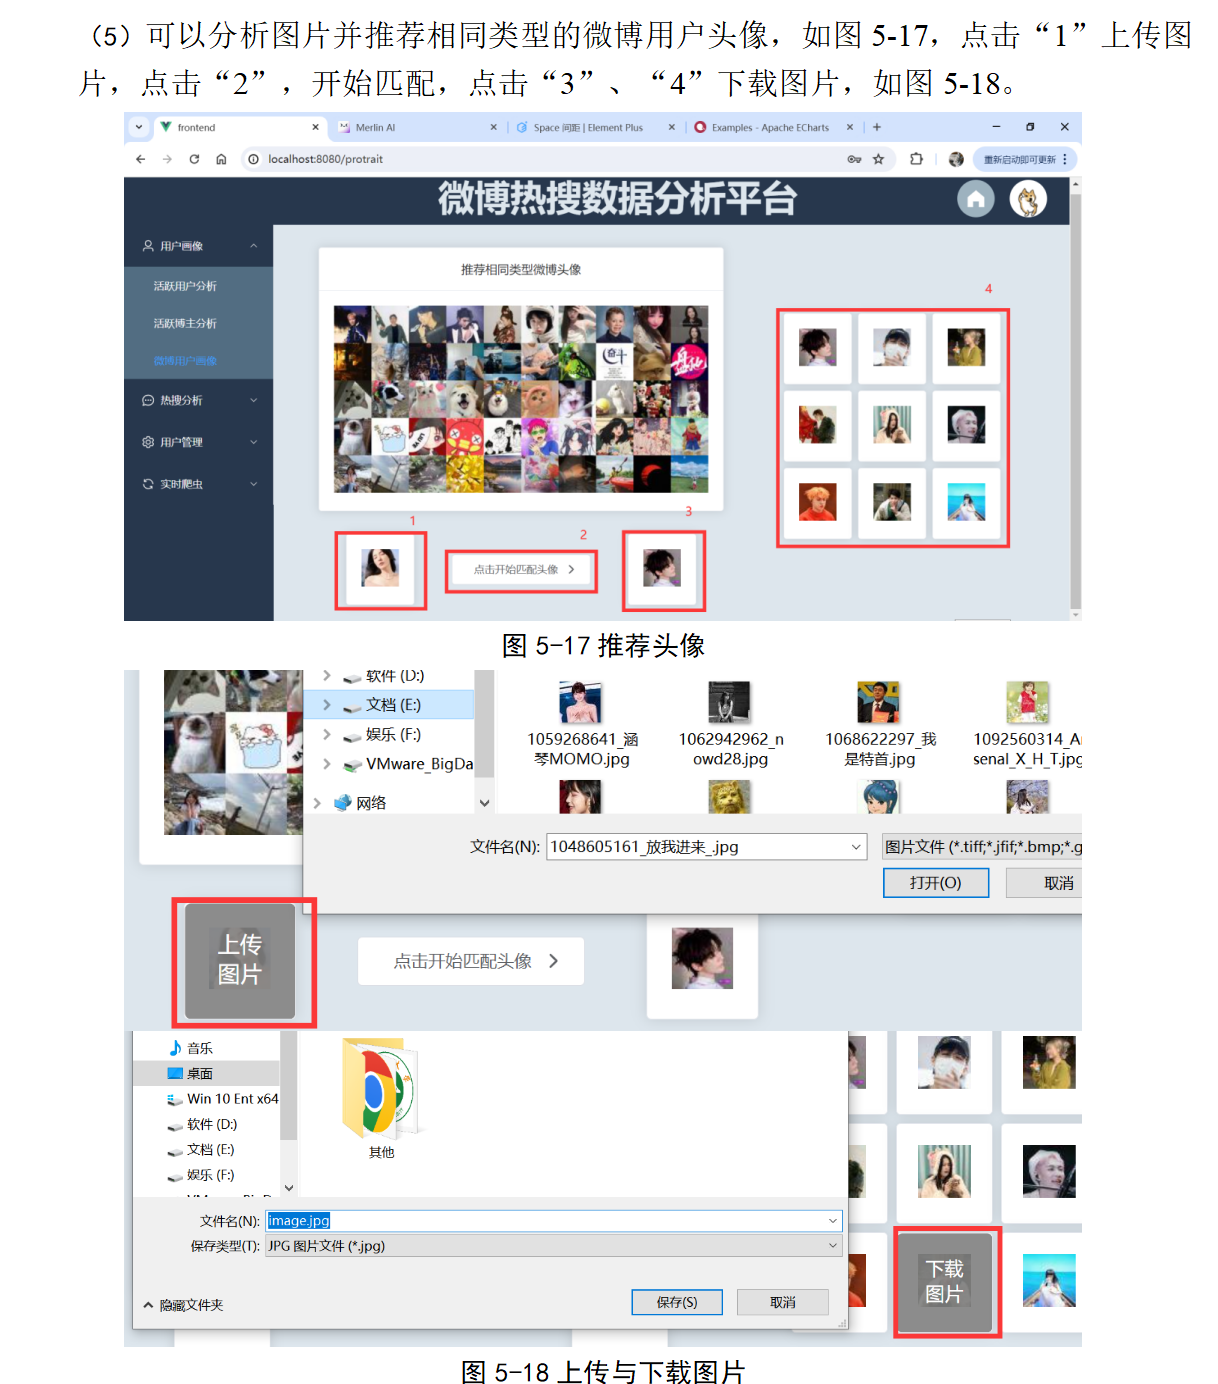 （5）可以分析图片并推荐相同类型的微博用户头像，如图 5-17，点击“1”上传图
片，点击“2”，开始匹配，点击“3”、“4”下载图片，如图 5-18。
frontend
Merlin AI
Space 间距 | Element Plus
Examples - Apache ECharts
localhost:8080/protrait
重新启动即可更新
微博热搜数据分析平台
用户画像
活跃用户分析
活跃博主分析
微博用户画像
热搜分析
用户管理
实时爬虫
推荐相同类型微博头像
奋斗
4
1
2
3
点击开始匹配头像
图 5-17 推荐头像
软件 (D:)
文档 (E:)
娱乐 (F:)
VMware_BigDa
网络
1059268641_涵
琴MOMO.jpg
1062942962_n
owd28.jpg
1068622297_我
是特首.jpg
1092560314_Ar
senal_X_H_T.jpg
文件名(N):
1048605161_放我进来_.jpg
图片文件 (*.tiff;*.jfif;*.bmp;*.g
打开(O)
取消
上传
图片
点击开始匹配头像
音乐
桌面
Win 10 Ent x64
软件 (D:)
文档 (E:)
娱乐 (F:)
其他
文件名(N):
image.jpg
保存类型(T):
JPG 图片文件 (*.jpg)
隐藏文件夹
保存(S)
取消
下载
图片
图 5-18 上传与下载图片